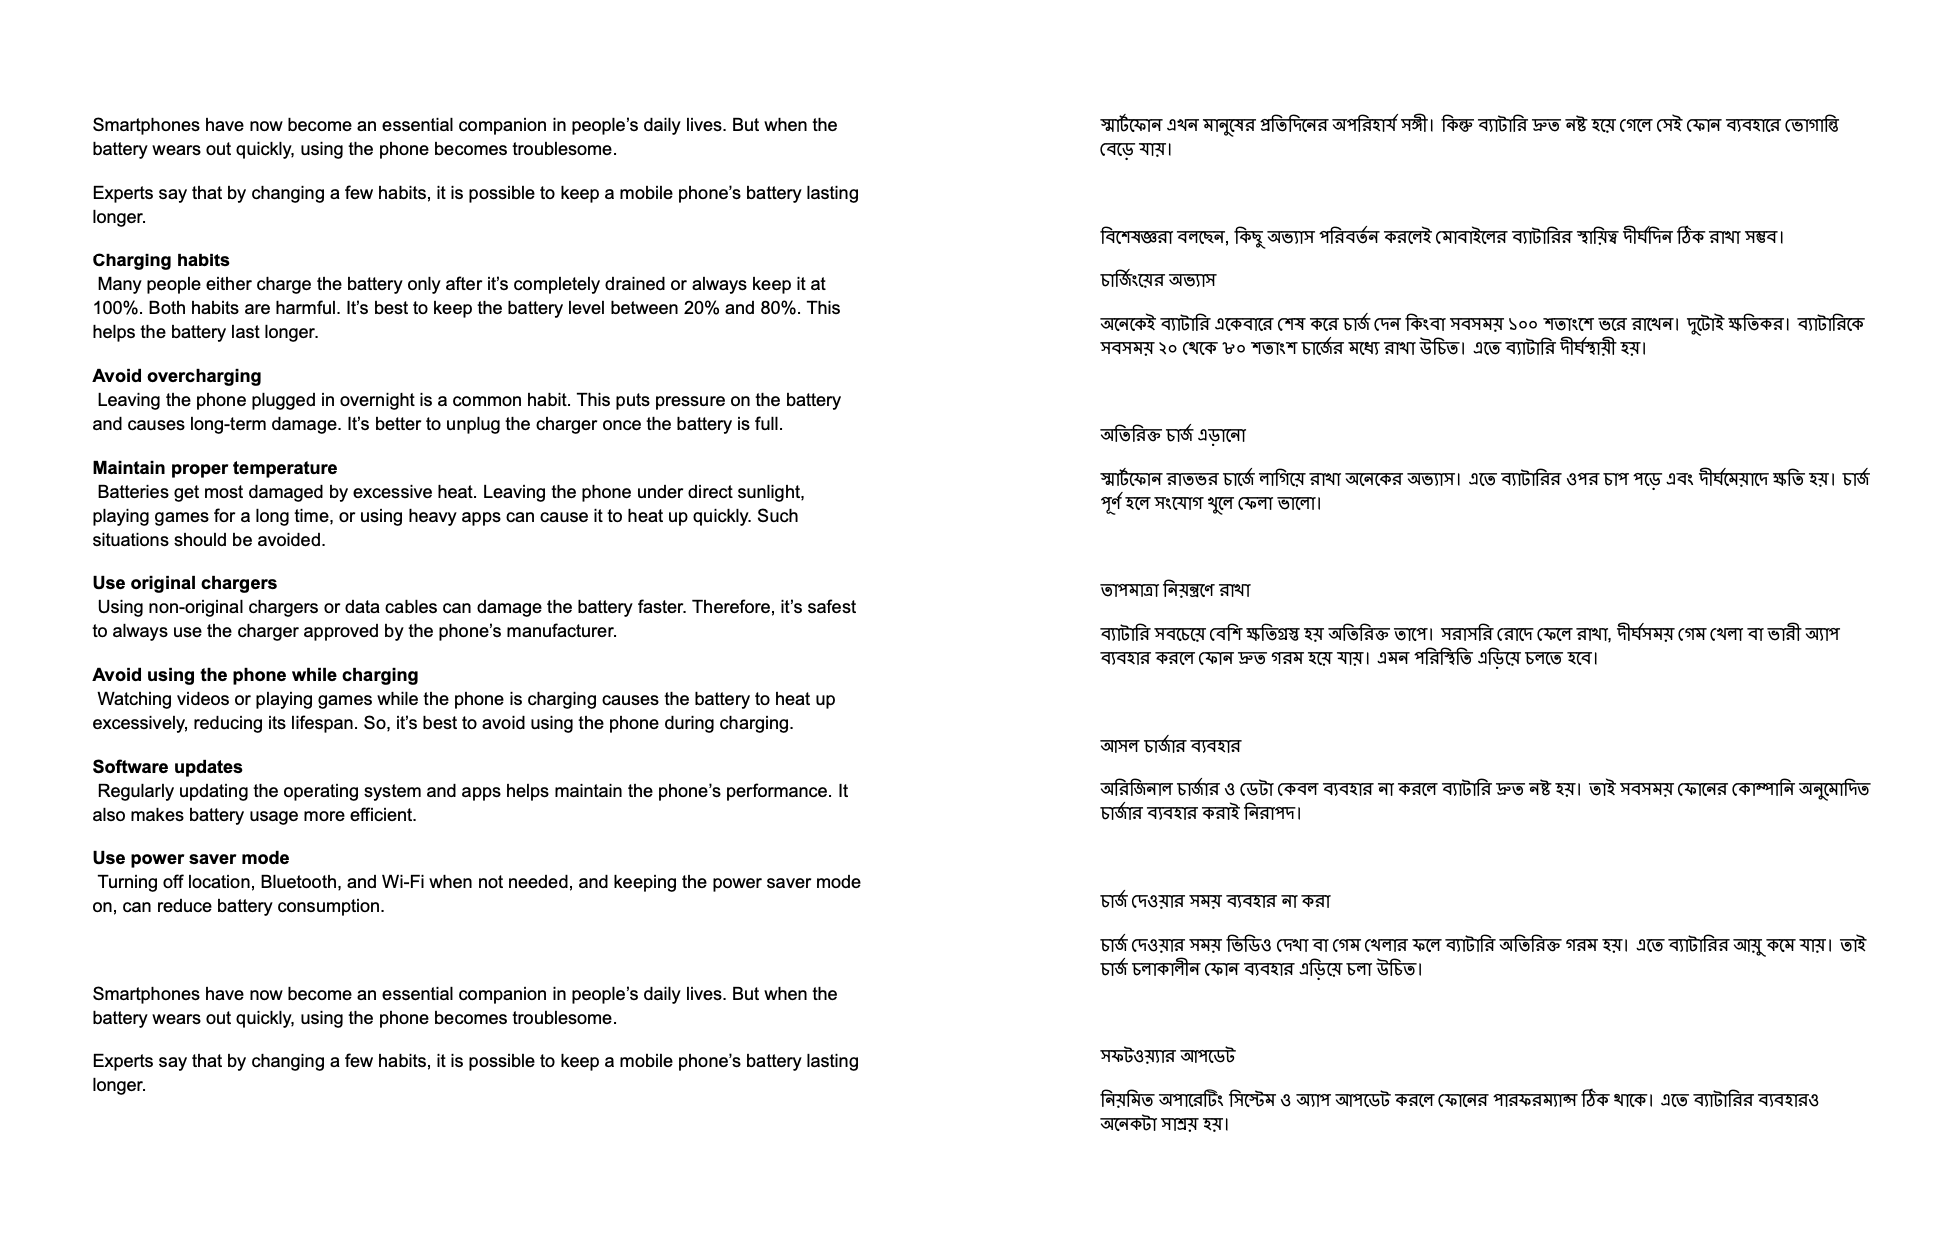 Smartphones have now become an essential companion in people’s daily lives. But when the
battery wears out quickly, using the phone becomes troublesome.
Experts say that by changing a few habits, it is possible to keep a mobile phone’s battery lasting
longer.
Charging habits
Many people either charge the battery only after it’s completely drained or always keep it at
100%. Both habits are harmful. It’s best to keep the battery level between 20% and 80%. This
helps the battery last longer.
Avoid overcharging
Leaving the phone plugged in overnight is a common habit. This puts pressure on the battery
and causes long-term damage. It’s better to unplug the charger once the battery is full.
Maintain proper temperature
Batteries get most damaged by excessive heat. Leaving the phone under direct sunlight,
playing games for a long time, or using heavy apps can cause it to heat up quickly. Such
situations should be avoided.
Use original chargers
Using non-original chargers or data cables can damage the battery faster. Therefore, it’s safest
to always use the charger approved by the phone’s manufacturer.
Avoid using the phone while charging
Watching videos or playing games while the phone is charging causes the battery to heat up
excessively, reducing its lifespan. So, it’s best to avoid using the phone during charging.
Software updates
Regularly updating the operating system and apps helps maintain the phone’s performance. It
also makes battery usage more efficient.
Use power saver mode
Turning off location, Bluetooth, and Wi-Fi when not needed, and keeping the power saver mode
on, can reduce battery consumption.
Smartphones have now become an essential companion in people’s daily lives. But when the
battery wears out quickly, using the phone becomes troublesome.
Experts say that by changing a few habits, it is possible to keep a mobile phone’s battery lasting
longer.
স্মার্টফোন এখন মানুষের প্রতিদিনের অপরিহার্য সঙ্গী। কিন্তু ব্যাটারি দ্রুত নষ্ট হয়ে গেলে সেই ফোন ব্যবহারে ভোগান্তি
বেড়ে যায়।
বিশেষজ্ঞরা বলছেন, কিছু অভ্যাস পরিবর্তন করলেই মোবাইলের ব্যাটারির স্থায়িত্ব দীর্ঘদিন ঠিক রাখা সম্ভব।
চার্জিংয়ের অভ্যাস
অনেকেই ব্যাটারি একেবারে শেষ করে চার্জ দেন কিংবা সবসময় ১০০ শতাংশে ভরে রাখেন। দুটোই ক্ষতিকর। ব্যাটারিকে
সবসময় ২০ থেকে ৮০ শতাংশ চার্জের মধ্যে রাখা উচিত। এতে ব্যাটারি দীর্ঘস্থায়ী হয়।
অতিরিক্ত চার্জ এড়ানো
স্মার্টফোন রাতভর চার্জে লাগিয়ে রাখা অনেকের অভ্যাস। এতে ব্যাটারির ওপর চাপ পড়ে এবং দীর্ঘমেয়াদে ক্ষতি হয়। চার্জ
পূর্ণ হলে সংযোগ খুলে ফেলা ভালো।
তাপমাত্রা নিয়ন্ত্রণে রাখা
ব্যাটারি সবচেয়ে বেশি ক্ষতিগ্রস্ত হয় অতিরিক্ত তাপে। সরাসরি রোদে ফেলে রাখা, দীর্ঘসময় গেম খেলা বা ভারী অ্যাপ
ব্যবহার করলে ফোন দ্রুত গরম হয়ে যায়। এমন পরিস্থিতি এড়িয়ে চলতে হবে।
আসল চার্জার ব্যবহার
অরিজিনাল চার্জার ও ডেটা কেবল ব্যবহার না করলে ব্যাটারি দ্রুত নষ্ট হয়। তাই সবসময় ফোনের কোম্পানি অনুমোদিত
চার্জার ব্যবহার করাই নিরাপদ।
চার্জ দেওয়ার সময় ব্যবহার না করা
চার্জ দেওয়ার সময় ভিডিও দেখা বা গেম খেলার ফলে ব্যাটারি অতিরিক্ত গরম হয়। এতে ব্যাটারির আয়ু কমে যায়। তাই
চার্জ চলাকালীন ফোন ব্যবহার এড়িয়ে চলা উচিত।
সফটওয়্যার আপডেট
নিয়মিত অপারেটিং সিস্টেম ও অ্যাপ আপডেট করলে ফোনের পারফরম্যান্স ঠিক থাকে। এতে ব্যাটারির ব্যবহারও
অনেকটা সাশ্রয় হয়।